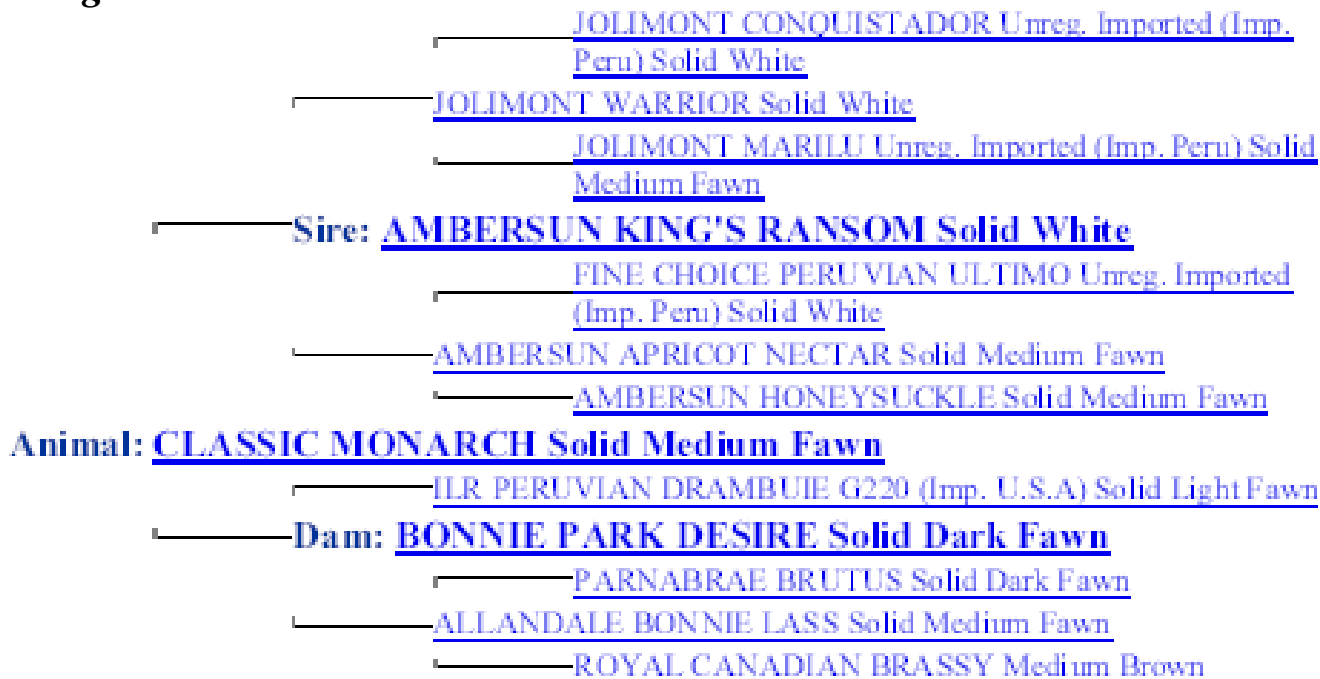 JOLIMONT CONQUISTADOR Unreg. Imported (Imp.
Peru) Solid White
JOLIMONT WARRIOR Solid White
JOLIMONT MARILU Unreg. Imported (Imp. Peru) Solid
Medium Fawn
Sire: AMBERSUN KING'S RANSOM Solid White
FINE CHOICE PERUVIAN ULTIMO Unreg. Imported
(Imp. Peru) Solid White
AMBERSUN APRICOT NECTAR Solid Medium Fawn
AMBERSUN HONEYSUCKLE Solid Medium Fawn
Animal: CLASSIC MONARCH Solid Medium Fawn
ILR PERUVIAN DRAMBUIE G220 (Imp. U.S.A) Solid Light Fawn
Dam: BONNIE PARK DESIRE Solid Dark Fawn
PARNABRAE BRUTUS Solid Dark Fawn
ALLANDALE BONNIE LASS Solid Medium Fawn
ROYAL CANADIAN BRASSY Medium Brown